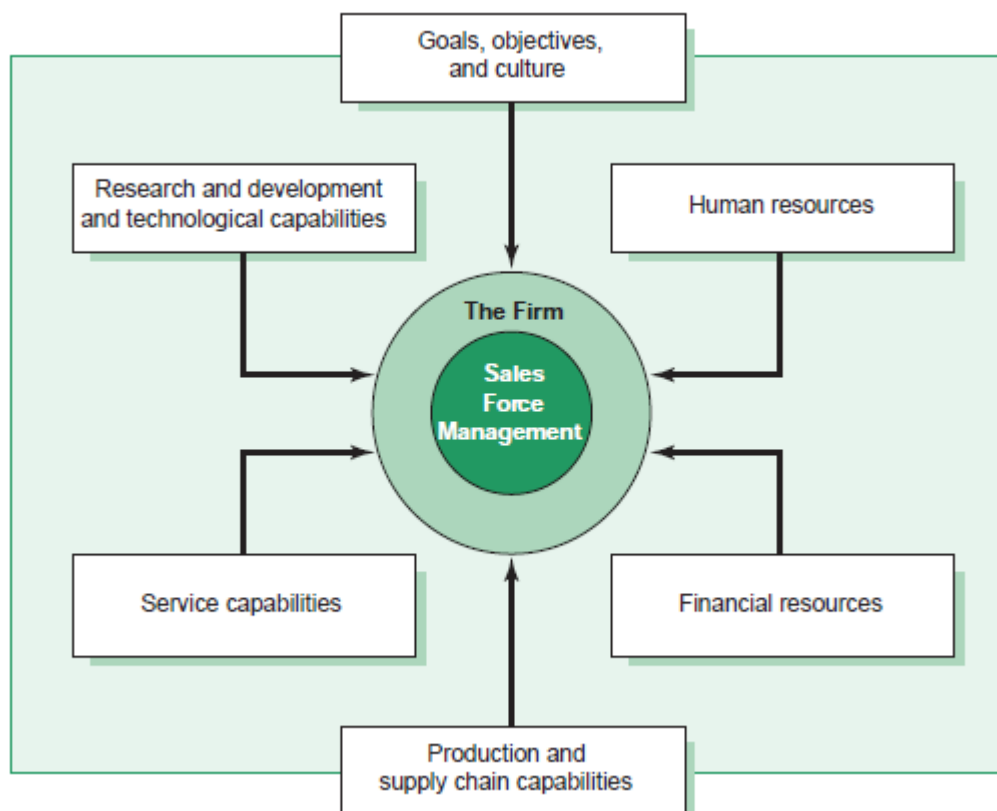 Goals, objectives,
and culture
Research and development
and technological capabilities
Human resources
The Firm
Sales
Force
Management
Service capabilities
Financial resources
Production and
supply chain capabilities